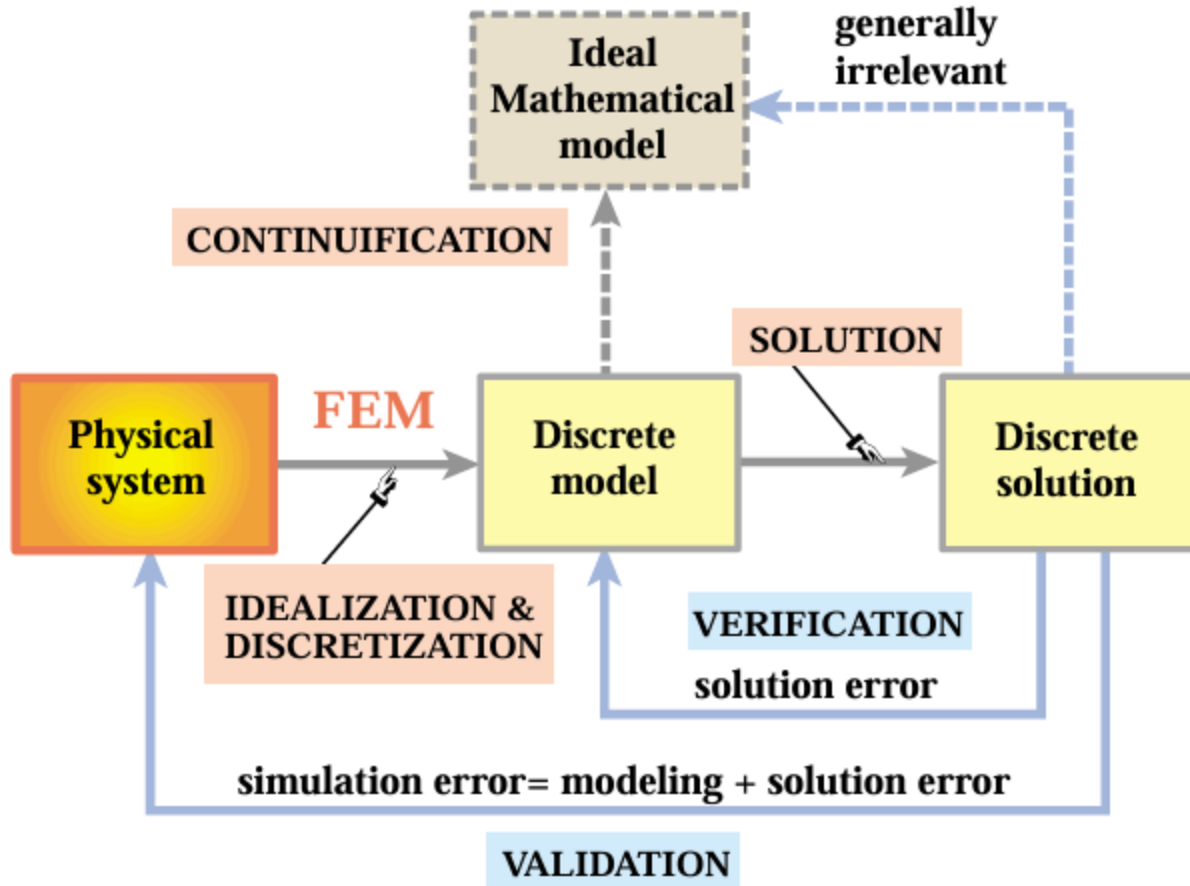 generally
irrelevant
Ideal
Mathematical
model
CONTINUIFICATION
SOLUTION
FEM
Physical
system
Discrete
model
Discrete
solution
IDEALIZATION &
DISCRETIZATION
VERIFICATION
solution error
simulation error= modeling + solution error
VALIDATION